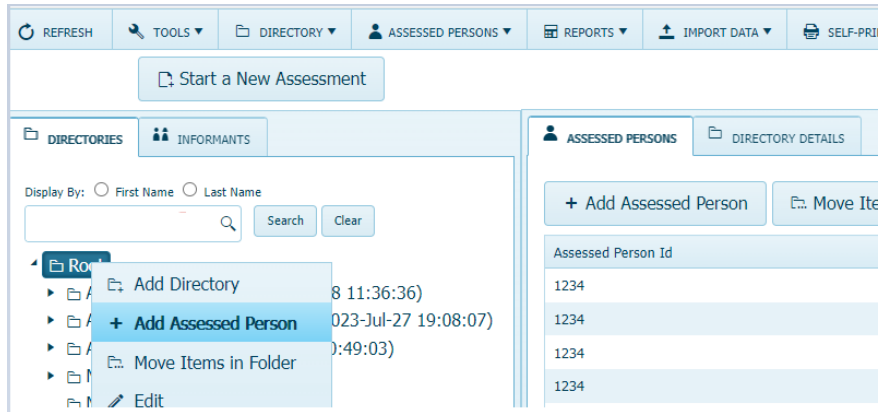 REFRESH TOOLS ▼ DIRECTORY ▼ ASSESSED PERSONS ▼ REPORTS ▼ IMPORT DATA ▼
Start a New Assessment
DIRECTORIES INFORMANTS
Display By: First Name Last Name
Search Clear
Root
Add Directory
8 11:36:36)
+ Add Assessed Person
023-Jul-27 19:08:07)
Move Items in Folder
0:49:03)
Edit
ASSESSED PERSONS DIRECTORY DETAILS
+ Add Assessed Person Move
Assessed Person Id
1234
1234
1234
1234